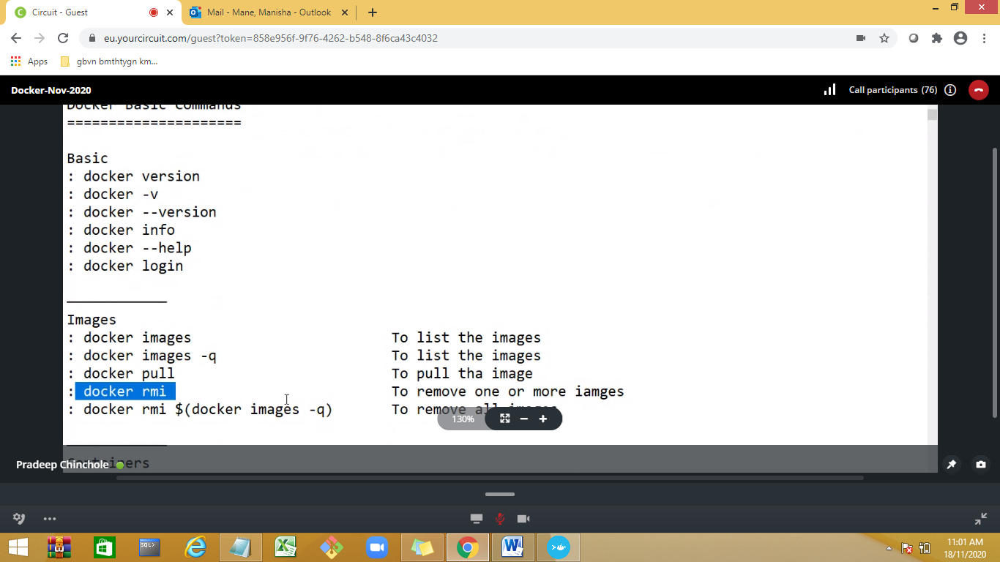 Circuit - Guest
Mail - Mane, Manisha - Outlook
eu.yourcircuit.com/guest?token=858e956f-9f76-4262-b548-8f6ca43c4032
Apps
gbvn bmthtygn km...
Docker-Nov-2020
Call participants (76)
Docker Basic Commands
=====================
Basic
: docker version
: docker -v
: docker --version
: docker info
: docker --help
: docker login
____________
Images
: docker images To list the images
: docker images -q To list the images
: docker pull To pull tha image
: docker rmi To remove one or more iamges
: docker rmi $(docker images -q) To remove all images
130%
____________
Containers
Pradeep Chinchole
SQL>
11:01 AM
18/11/2020